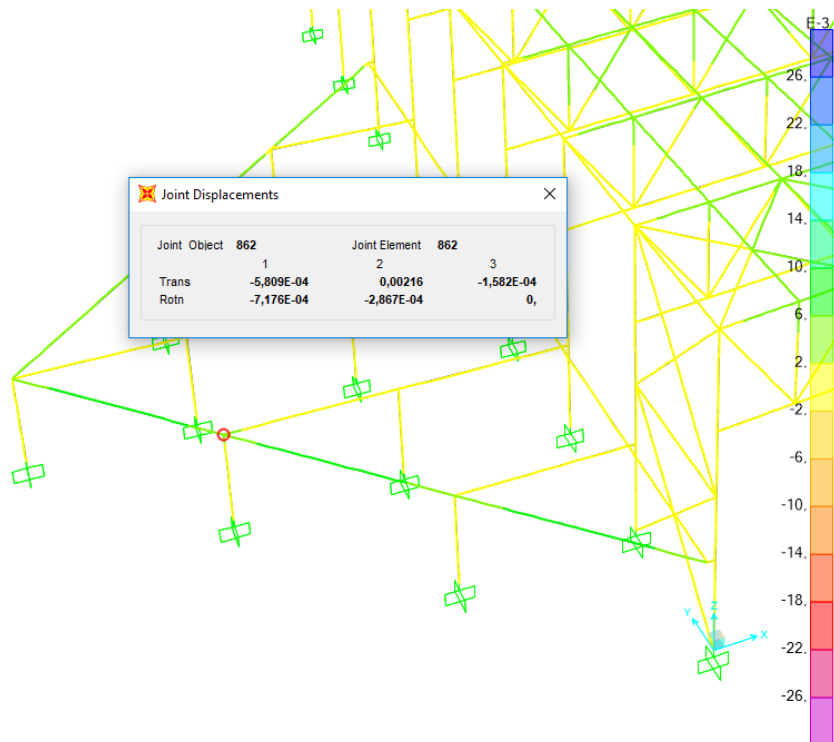 E-3
26,
22,
18,
14,
10,
6,
2,
-2,
-6,
-10,
-14,
-18,
-22,
-26,
Joint Displacements
Joint Object 862 Joint Element 862
1 2 3
Trans -5,809E-04 0,00216 -1,582E-04
Rotn -7,176E-04 -2,867E-04 0,
Y Z X